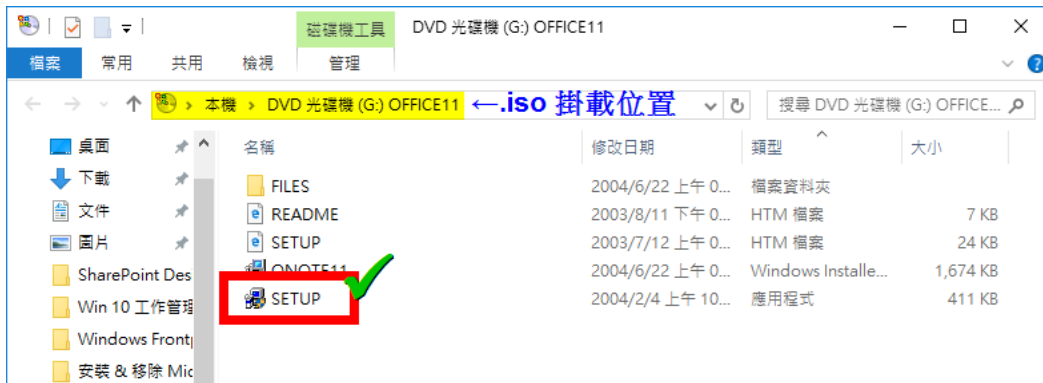 磁碟機工具 DVD 光碟機 (G:) OFFICE11
檔案 常用 共用 檢視 管理
本機 › DVD 光碟機 (G:) OFFICE11 ←.iso 掛載位置 搜尋 DVD 光碟機 (G:) OFFICE...
名稱 修改日期 類型 大小
桌面
下載
文件
圖片
SharePoint Des
Win 10 工作管理
Windows Front
安裝 & 移除 Mic
FILES 2004/6/22 上午 0... 檔案資料夾
README 2003/8/11 下午 0... HTM 檔案 7 KB
SETUP 2003/7/12 上午 0... HTM 檔案 24 KB
ONOTE11 2004/6/22 上午 0... Windows Installe... 1,674 KB
SETUP 2004/2/4 上午 10... 應用程式 411 KB